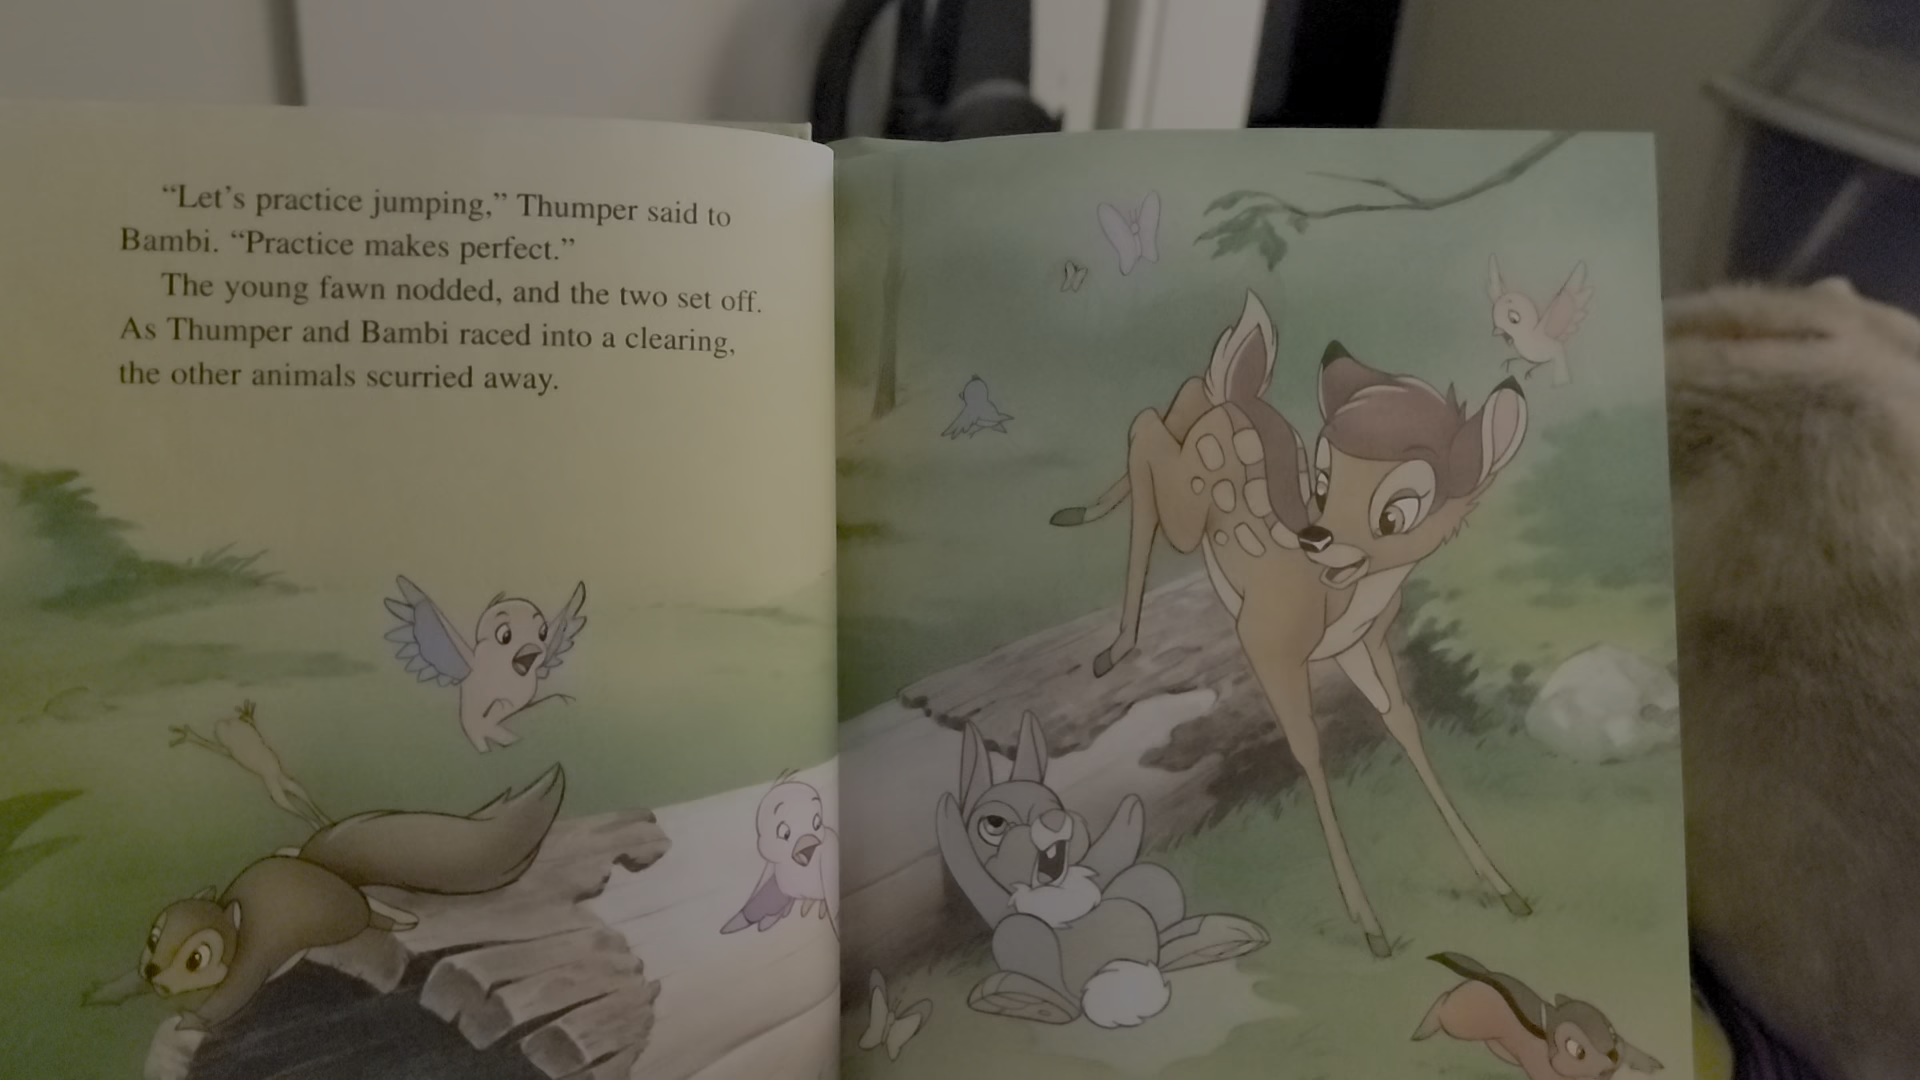 “Let’s practice jumping,” Thumper said to
Bambi. “Practice makes perfect.”
The young fawn nodded, and the two set off.
As Thumper and Bambi raced into a clearing,
the other animals scurried away.